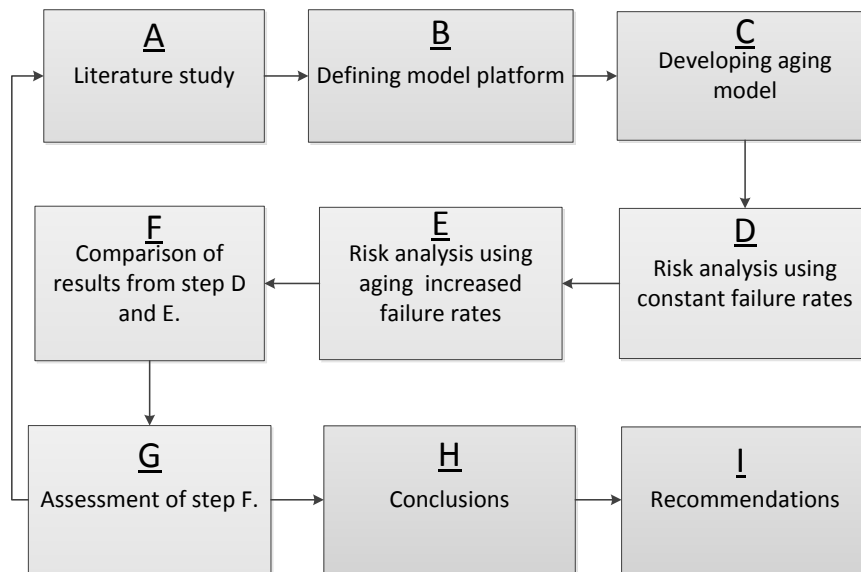 A
Literature study
B
Defining model platform
C
Developing aging
model
D
Risk analysis using
constant failure rates
E
Risk analysis using
aging  increased
failure rates
F
Comparison of
results from step D
and E.
G
Assessment of step F.
H
Conclusions
I
Recommendations